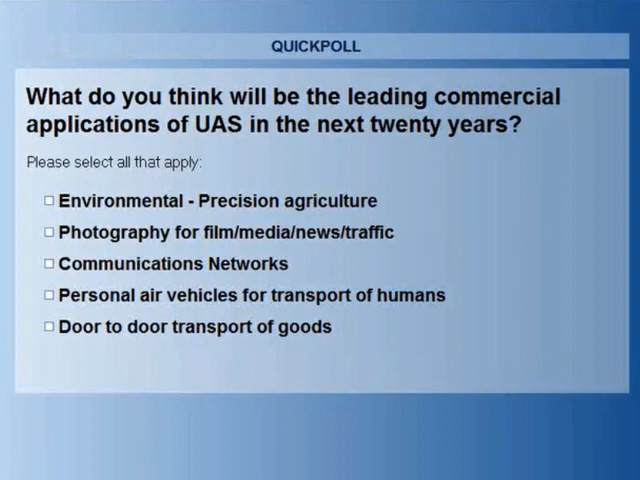 QUICKPOLL
What do you think will be the leading commercial
applications of UAS in the next twenty years?
Please select all that apply:
Environmental - Precision agriculture
Photography for film/media/news/traffic
Communications Networks
Personal air vehicles for transport of humans
Door to door transport of goods